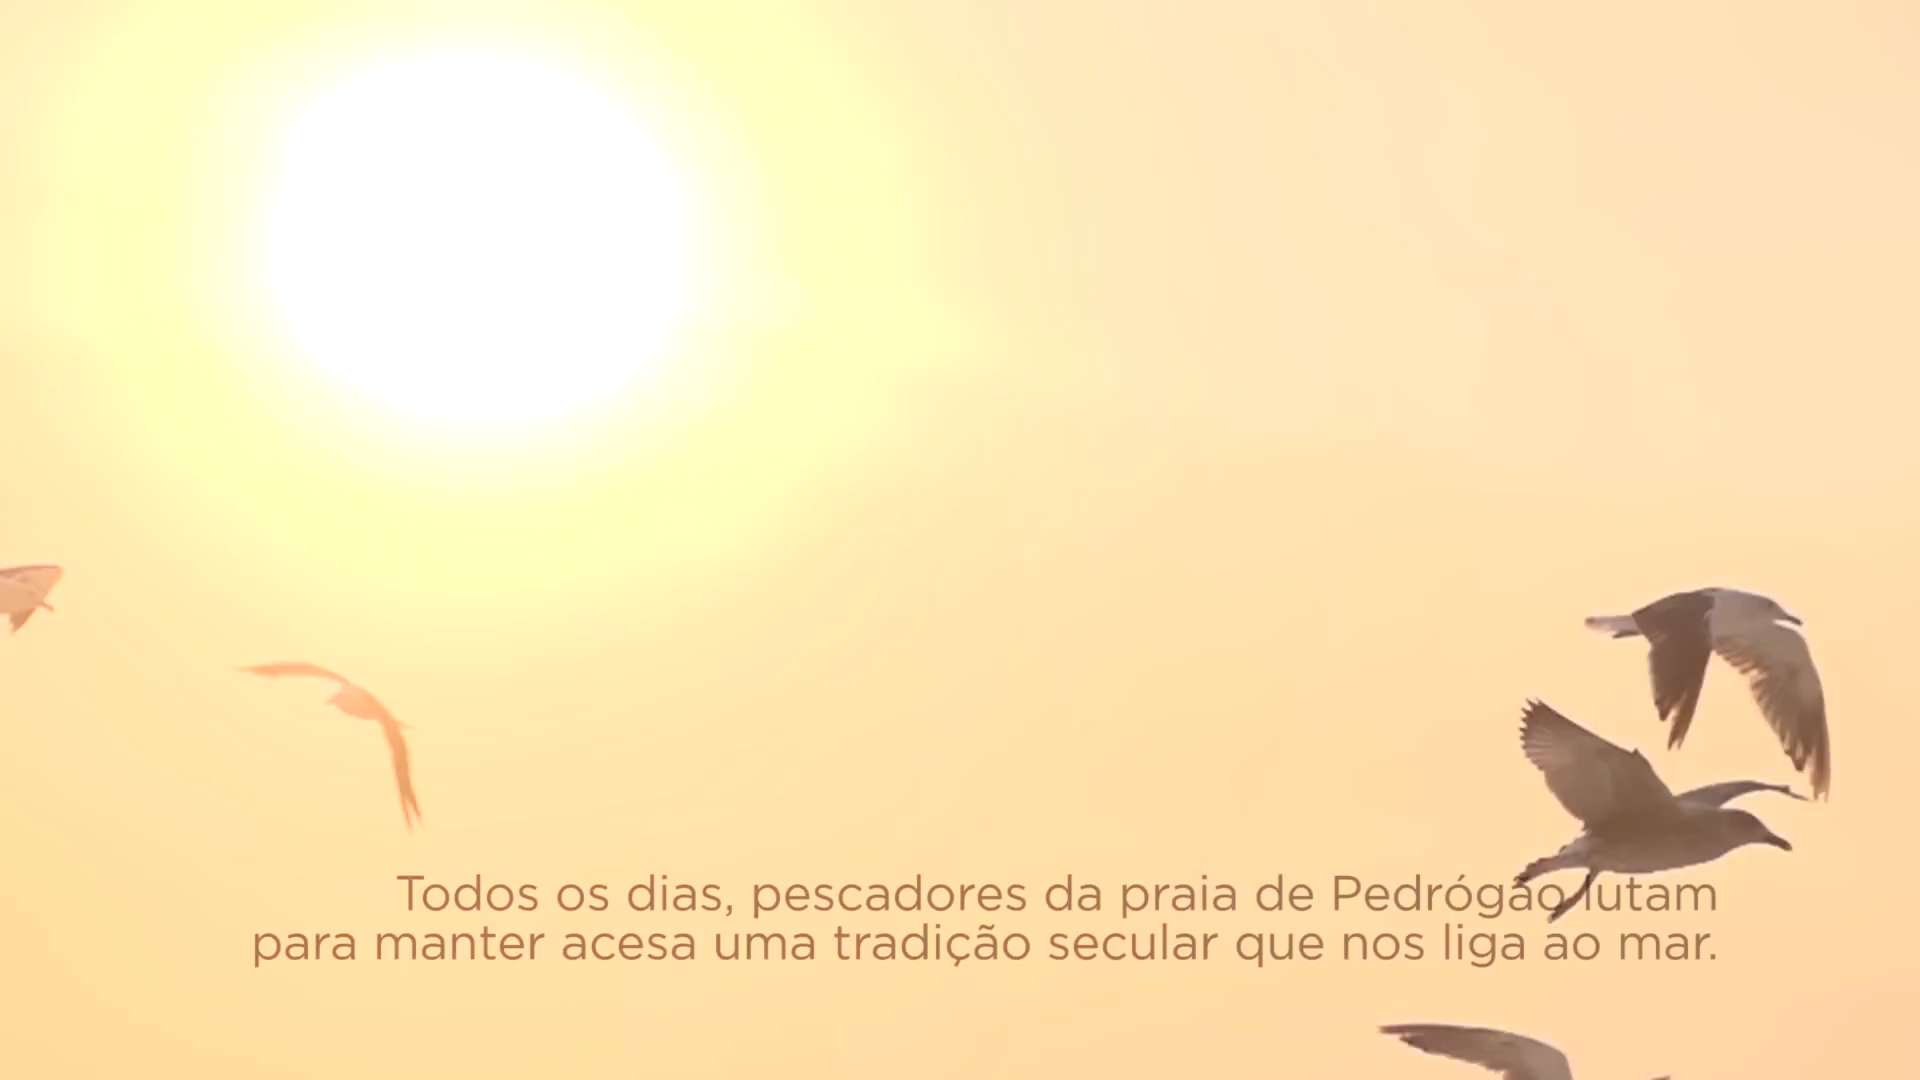 Todos os dias, pescadores da praia de Pedrógão lutam
para manter acesa uma tradição secular que nos liga ao mar.